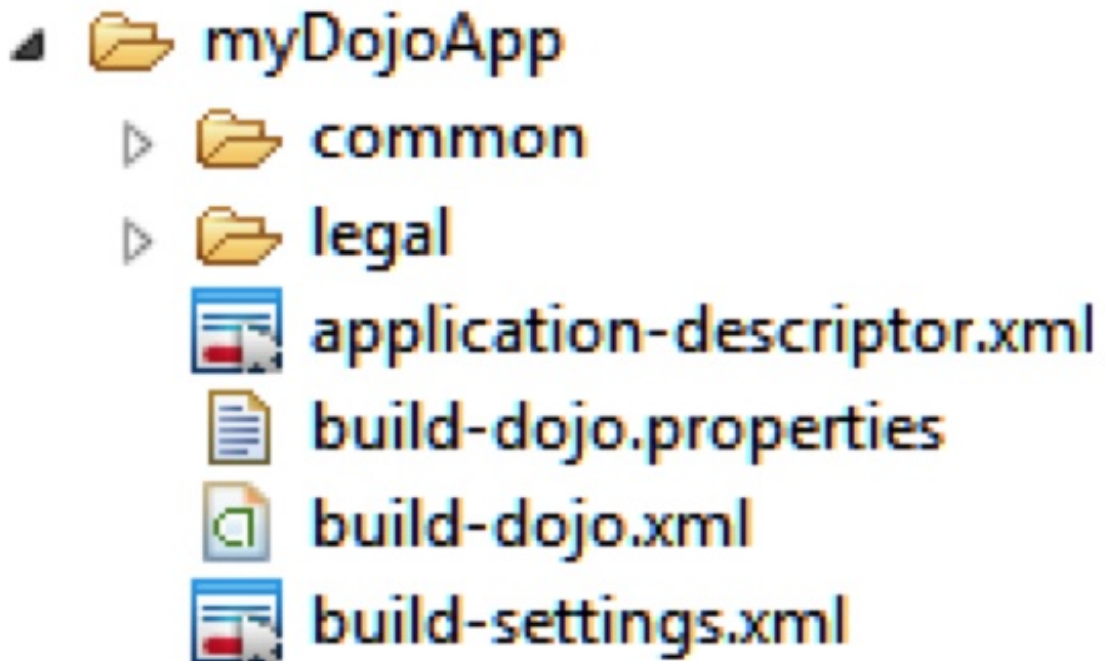 myDojoApp
common
legal
application-descriptor.xml
build-dojo.properties
build-dojo.xml
build-settings.xml